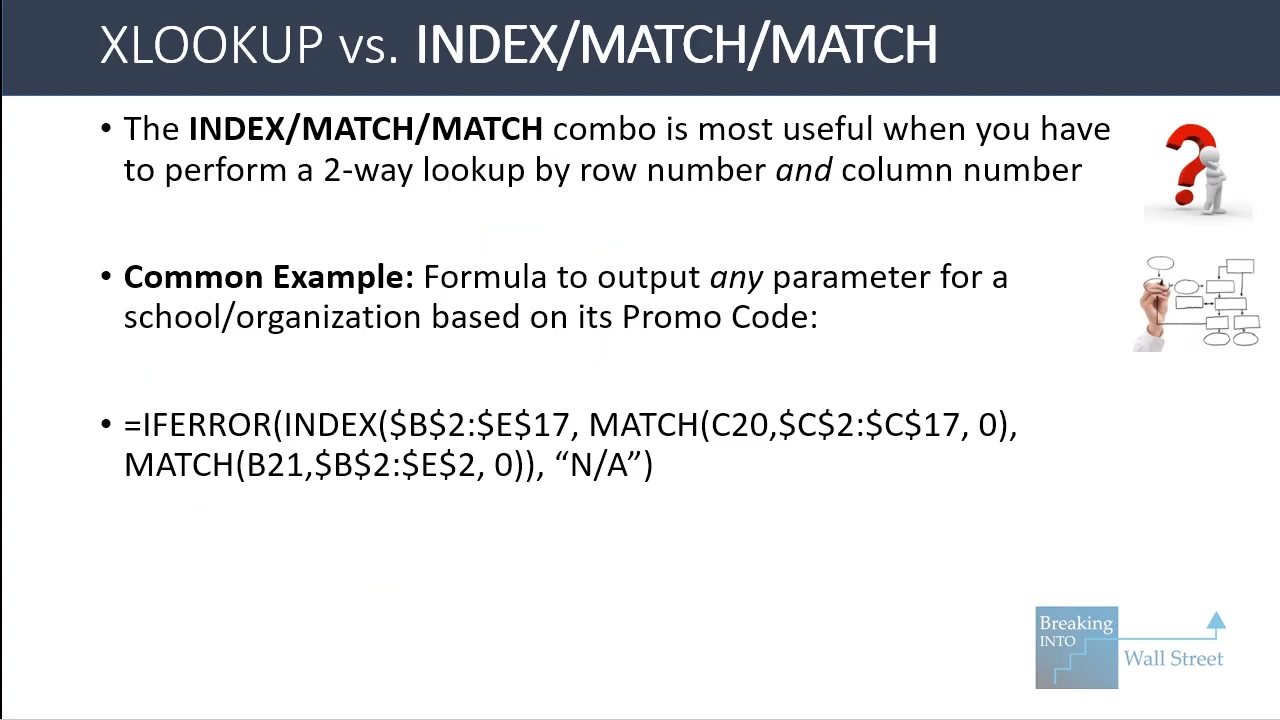 XLOOKUP vs. INDEX/MATCH/MATCH
• The INDEX/MATCH/MATCH combo is most useful when you have
to perform a 2-way lookup by row number and column number
• Common Example: Formula to output any parameter for a
school/organization based on its Promo Code:
• =IFERROR(INDEX($B$2:$E$17, MATCH(C20,$C$2:$C$17, 0),
MATCH(B21,$B$2:$E$2, 0)), “N/A”)
Breaking
INTO
Wall Street